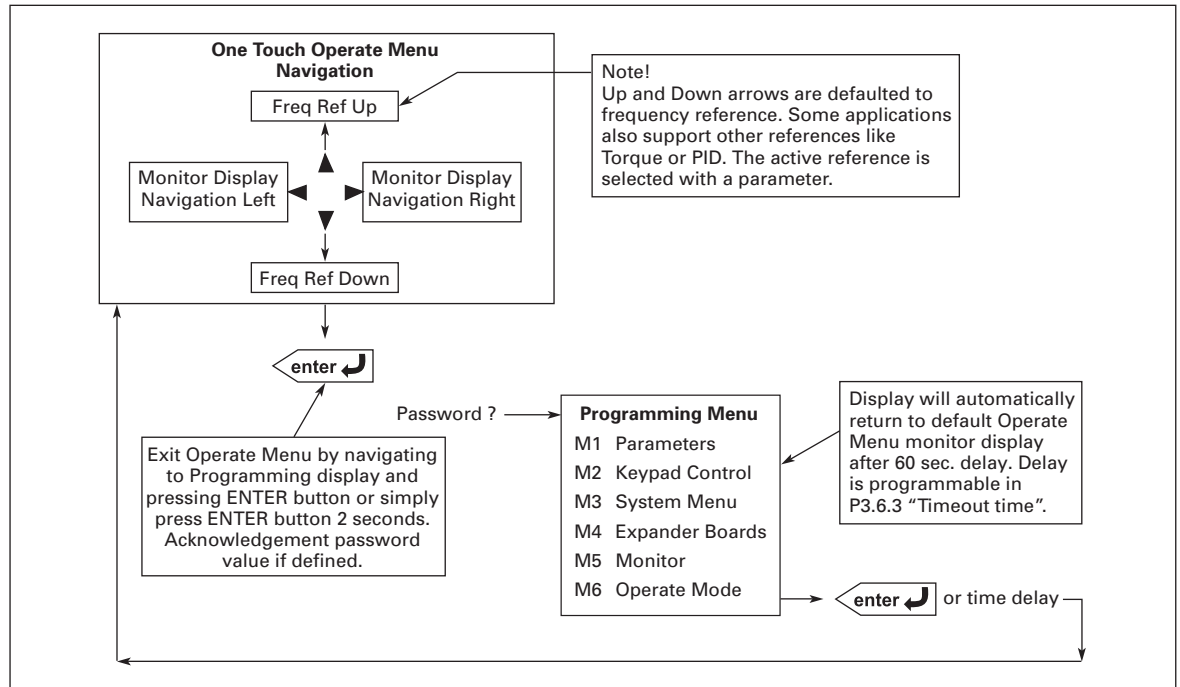 One Touch Operate Menu
Navigation
Freq Ref Up
Monitor Display
Navigation Left
Monitor Display
Navigation Right
Freq Ref Down
Note!
Up and Down arrows are defaulted to
frequency reference. Some applications
also support other references like
Torque or PID. The active reference is
selected with a parameter.
enter
Exit Operate Menu by navigating
to Programming display and
pressing ENTER button or simply
press ENTER button 2 seconds.
Acknowledgement password
value if defined.
Password ?
Programming Menu
M1 Parameters
M2 Keypad Control
M3 System Menu
M4 Expander Boards
M5 Monitor
M6 Operate Mode
Display will automatically
return to default Operate
Menu monitor display
after 60 sec. delay. Delay
is programmable in
P3.6.3 “Timeout time”.
enter or time delay